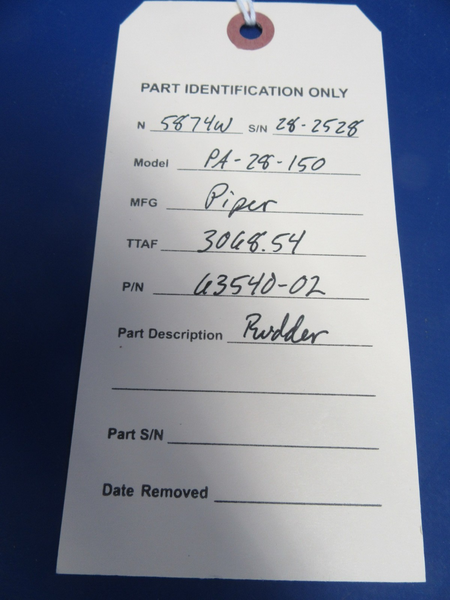 PART IDENTIFICATION ONLY
N 5874W S/N 28-2528
Model PA-28-150
MFG Piper
TTAF 3068.54
P/N 63540-02
Part Description Rudder
Part S/N
Date Removed